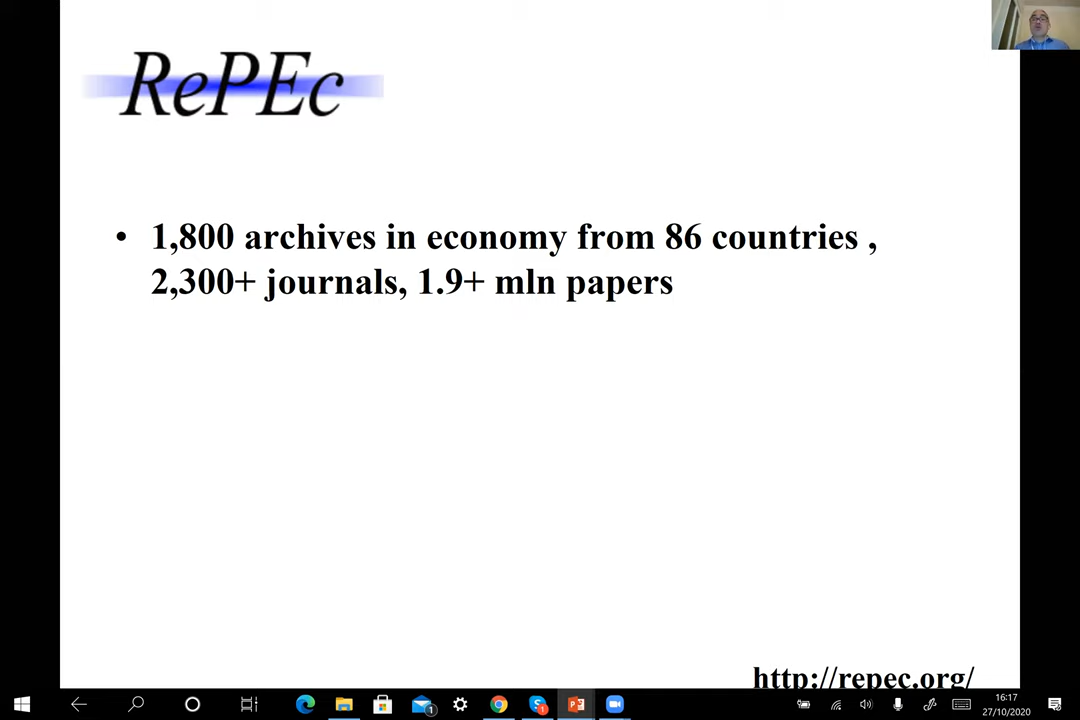 RePEc
• 1,800 archives in economy from 86 countries ,
2,300+ journals, 1.9+ mln papers
http://repec.org/
16:17
27/10/2020